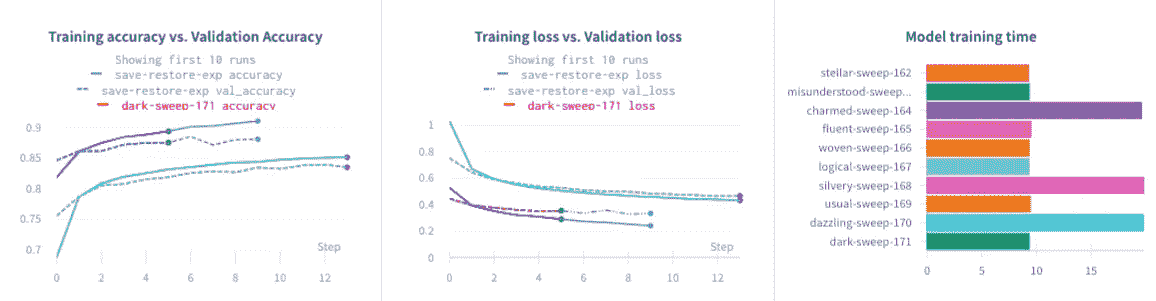 Training accuracy vs. Validation Accuracy
Showing first 10 runs
save-restore-exp accuracy
save-restore-exp val_accuracy
dark-sweep-171 accuracy
0.9
0.85
0.8
0.75
0.7
Step
0 2 4 6 8 10 12
Training loss vs. Validation loss
Showing first 10 runs
save-restore-exp loss
save-restore-exp val_loss
dark-sweep-171 loss
1
0.8
0.6
0.4
0.2
0
Step
0 2 4 6 8 10 12
Model training time
stellar-sweep-162
misunderstood-sweep...
charmed-sweep-164
fluent-sweep-165
woven-sweep-166
logical-sweep-167
silvery-sweep-168
usual-sweep-169
dazzling-sweep-170
dark-sweep-171
0 5 10 15